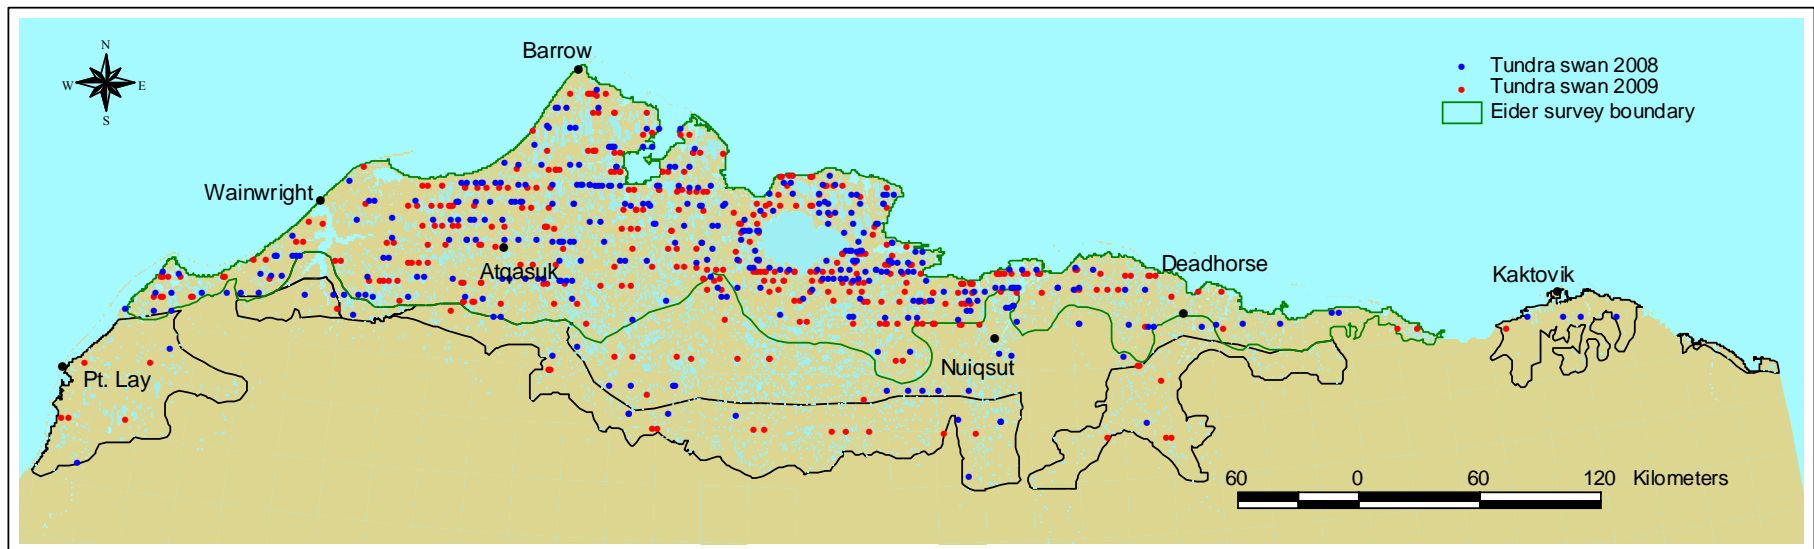 Barrow
N
W E
S
Tundra swan 2008
Tundra swan 2009
Eider survey boundary
Wainwright
Atqasuk
Deadhorse
Kaktovik
Pt. Lay
Nuiqsut
60 0 60 120 Kilometers